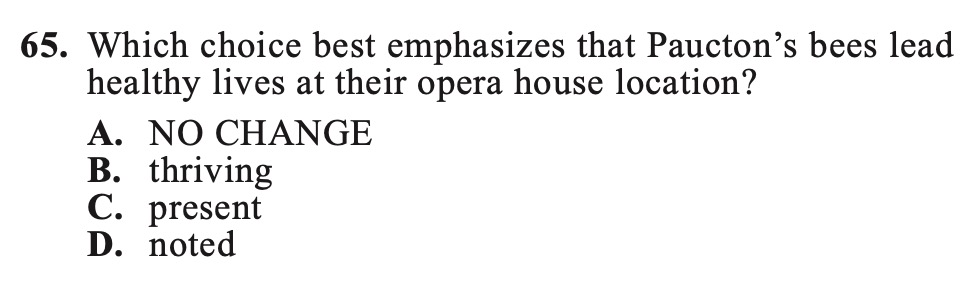 65. Which choice best emphasizes that Paucton’s bees lead
healthy lives at their opera house location?
A. NO CHANGE
B. thriving
C. present
D. noted